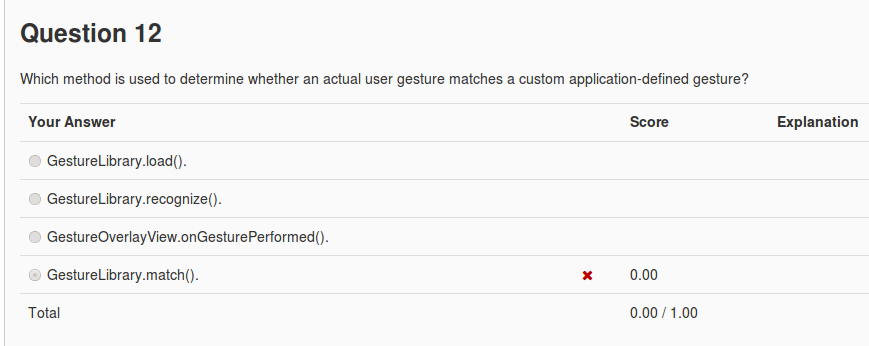 Question 12
Which method is used to determine whether an actual user gesture matches a custom application-defined gesture?
Your Answer Score Explanation
GestureLibrary.load().
GestureLibrary.recognize().
GestureOverlayView.onGesturePerformed().
GestureLibrary.match(). ✖ 0.00
Total 0.00 / 1.00